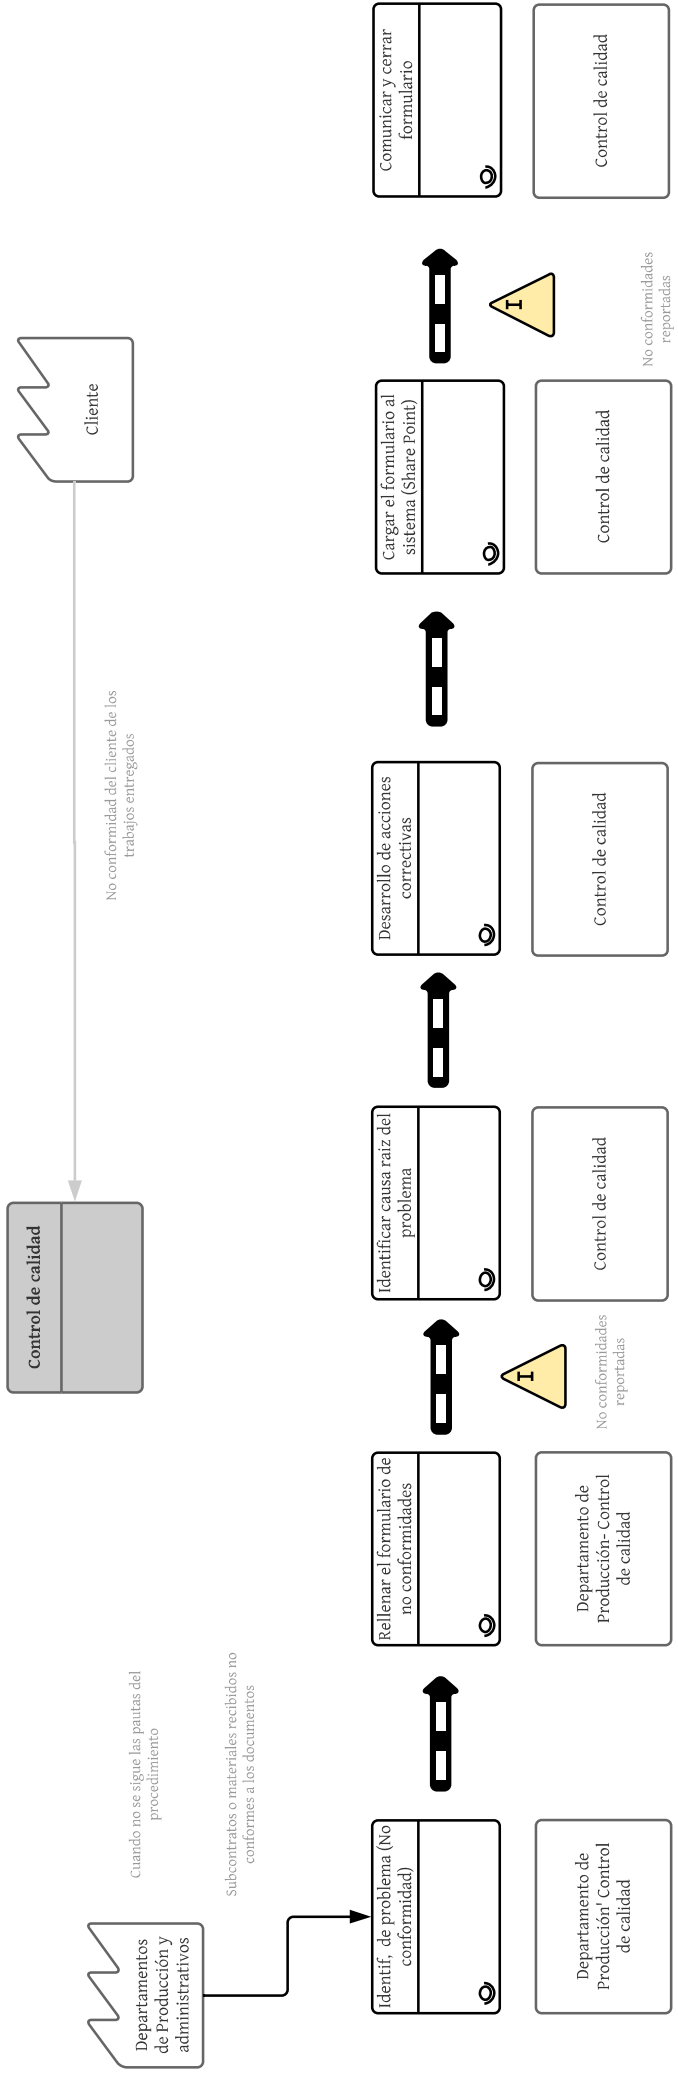 Control de calidad
Cliente
No conformidad del cliente de los
trabajos entregados
Departamentos
de Producción y
administrativos
Cuando no se sigue las pautas del
procedimiento
Subcontratos o materiales recibidos no
conformes a los documentos
Identif,  de problema (No
conformidad)
Rellenar el formulario de
no conformidades
Identificar causa raiz del
problema
Desarrollo de acciones
correctivas
Cargar el formulario al
sistema (Share Point)
Comunicar y cerrar
formulario
I
I
Departamento de
Producción' Control
de calidad
Departamento de
Producción- Control
de calidad
No conformidades
reportadas
Control de calidad
Control de calidad
Control de calidad
No conformidades
reportadas
Control de calidad